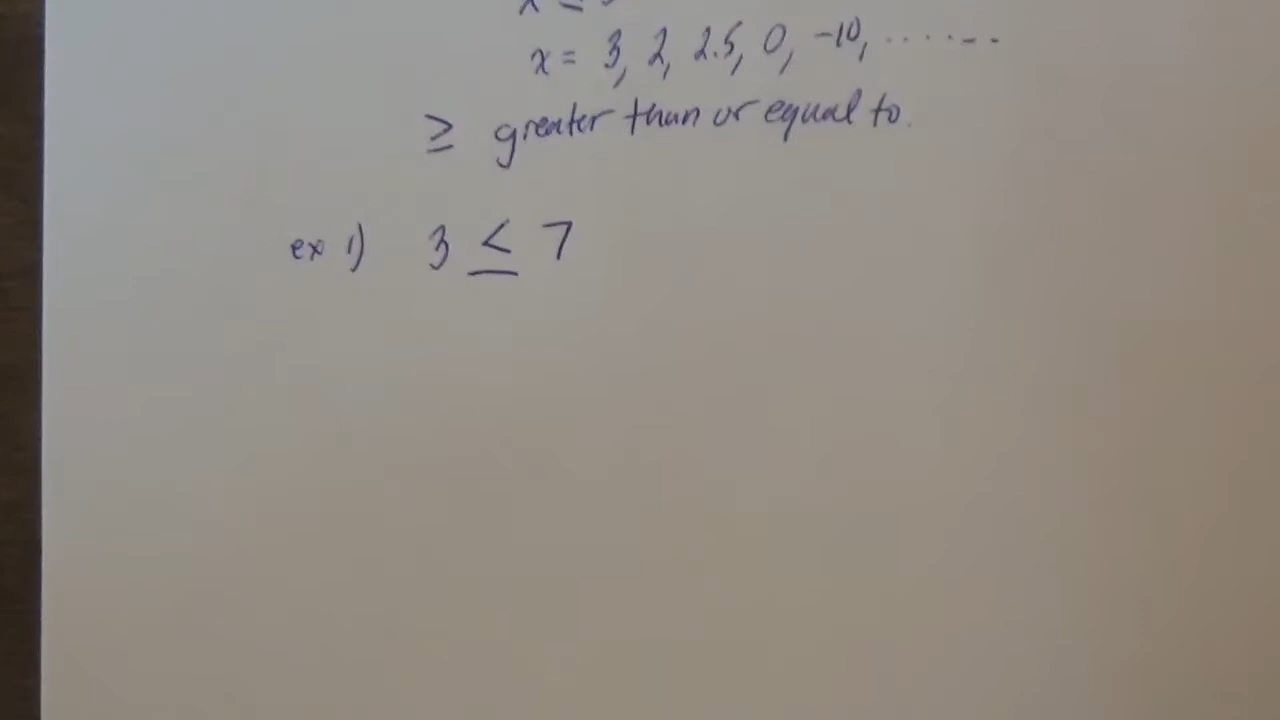 x ≤
x = 3, 2, 2.5, 0, -10, .......
≥ greater than or equal to.
ex 1) 3 < 7